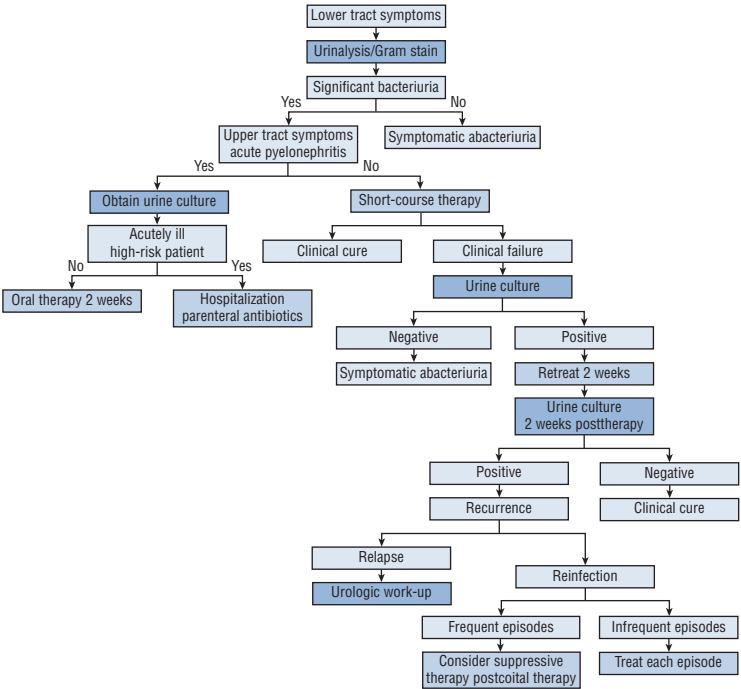 Lower tract symptoms
Urinalysis/Gram stain
Significant bacteriuria
Yes
No
Upper tract symptoms
acute pyelonephritis
Symptomatic abacteriuria
Yes
No
Obtain urine culture
Short-course therapy
Acutely ill
high-risk patient
Clinical cure
Clinical failure
No
Yes
Oral therapy 2 weeks
Hospitalization
parenteral antibiotics
Urine culture
Negative
Positive
Symptomatic abacteriuria
Retreat 2 weeks
Urine culture
2 weeks posttherapy
Positive
Negative
Recurrence
Clinical cure
Relapse
Reinfection
Urologic work-up
Frequent episodes
Infrequent episodes
Consider suppressive
therapy postcoital therapy
Treat each episode